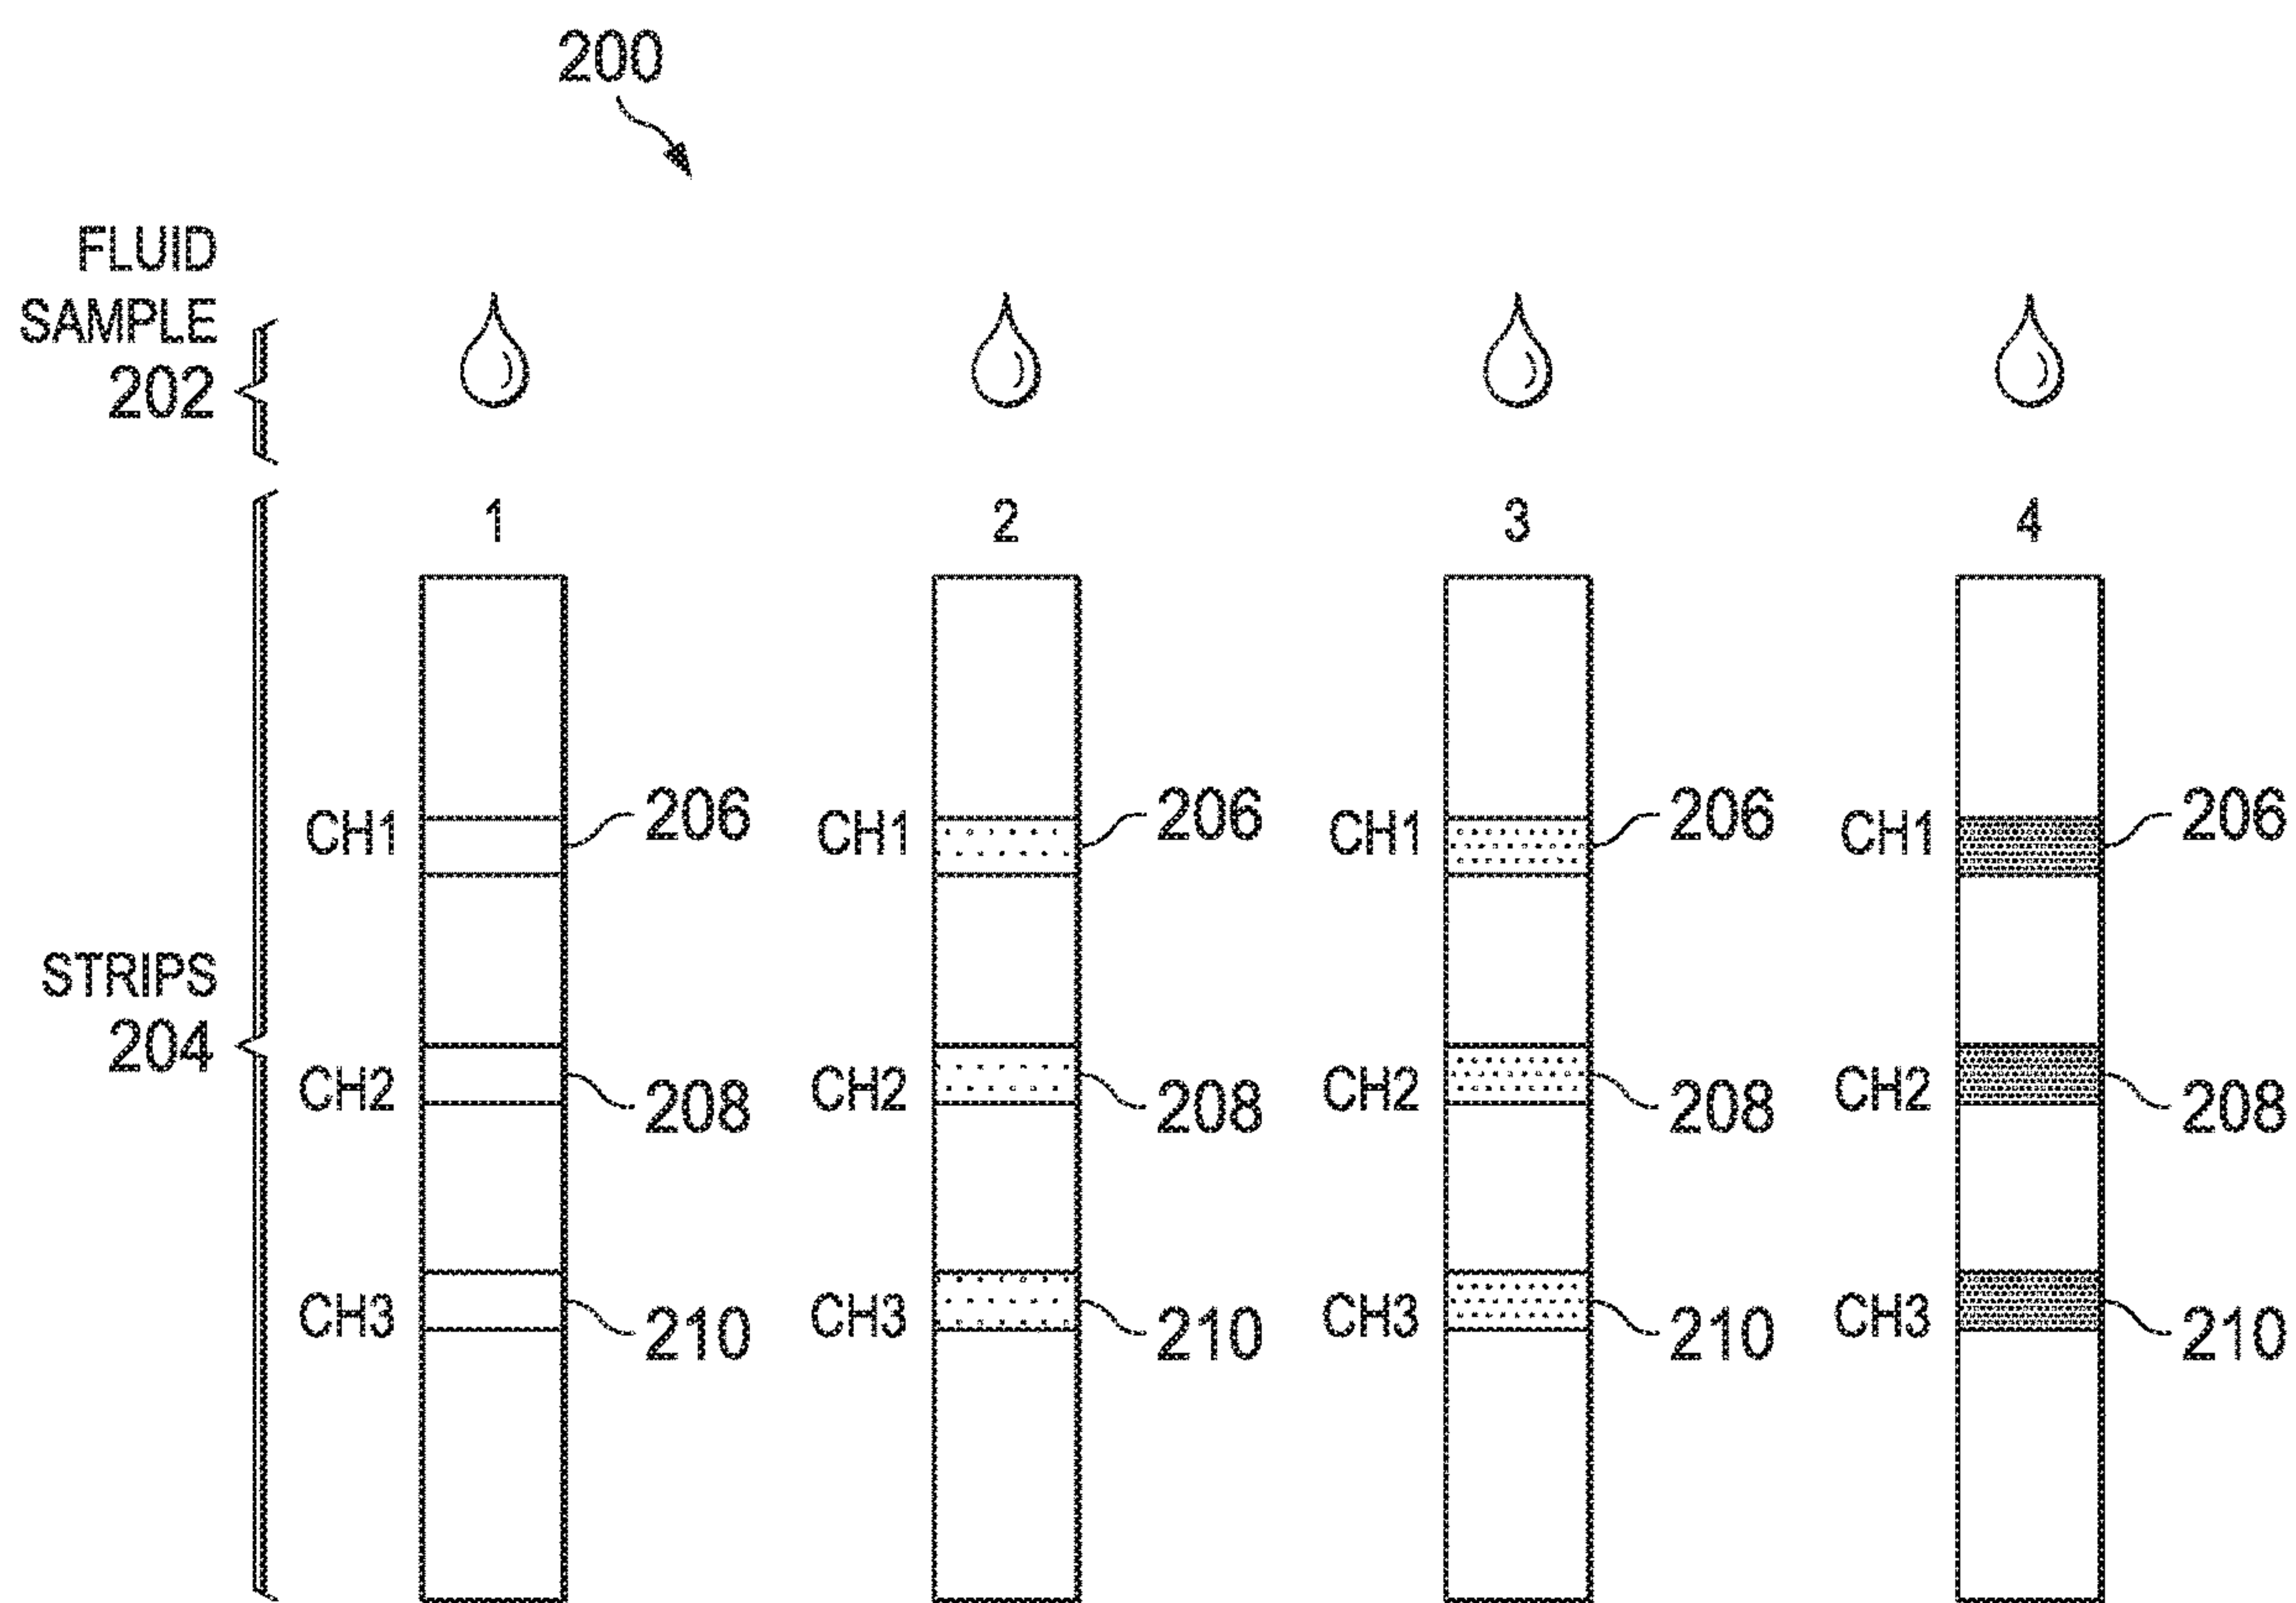 200
FLUID
SAMPLE
202
1 2 3 4
CH1 206 CH1 206 CH1 206 CH1 206
STRIPS
204
CH2 208 CH2 208 CH2 208 CH2 208
CH3 210 CH3 210 CH3 210 CH3 210